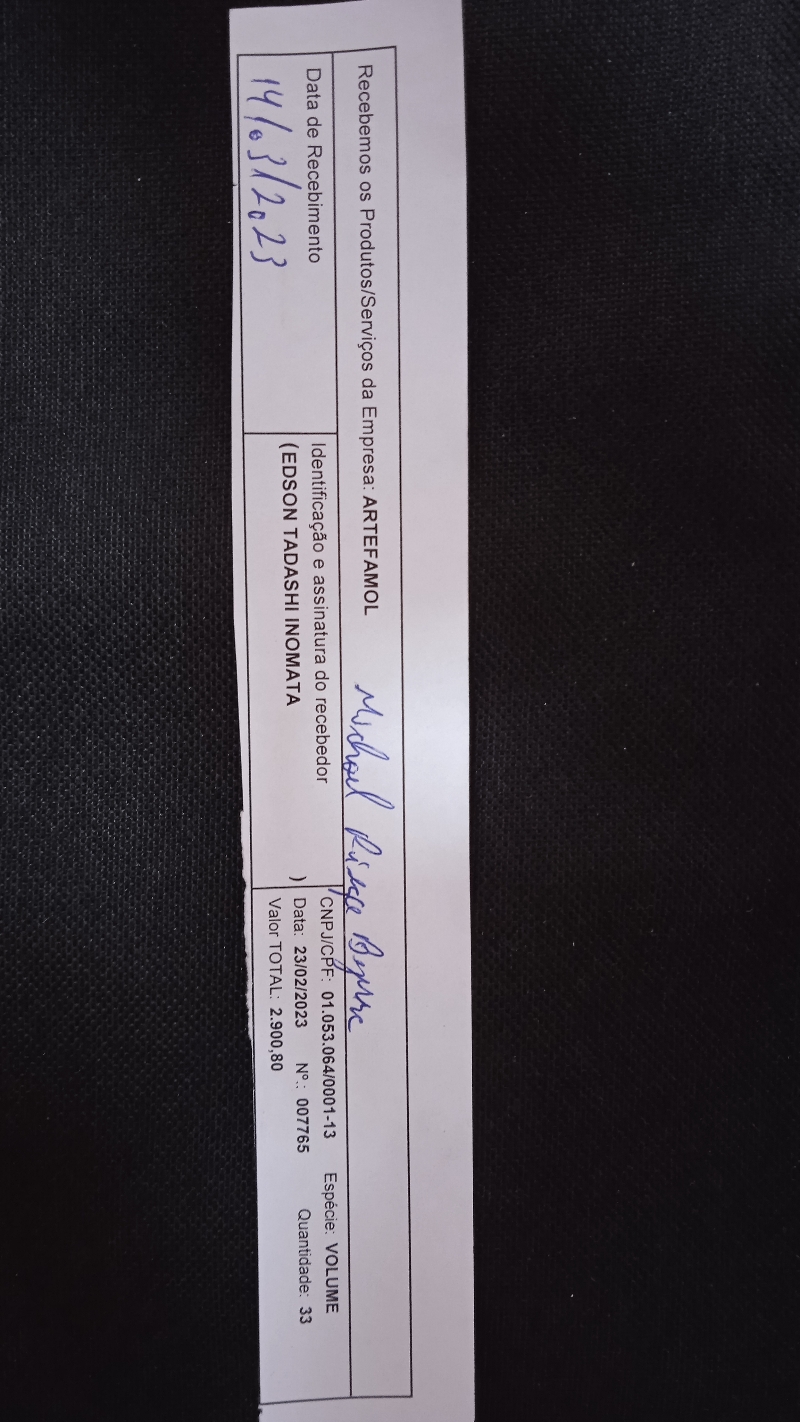 Recebemos os Produtos/Serviços da Empresa: ARTEFAMOL
Michael
Data de Recebimento
14/03/2023
Identificação e assinatura do recebedor
(EDSON TADASHI INOMATA )
CNPJ/CPF: 01.053.064/0001-13 Espécie: VOLUME
Data: 23/02/2023 Nº.: 007765 Quantidade: 33
Valor TOTAL: 2.900,80